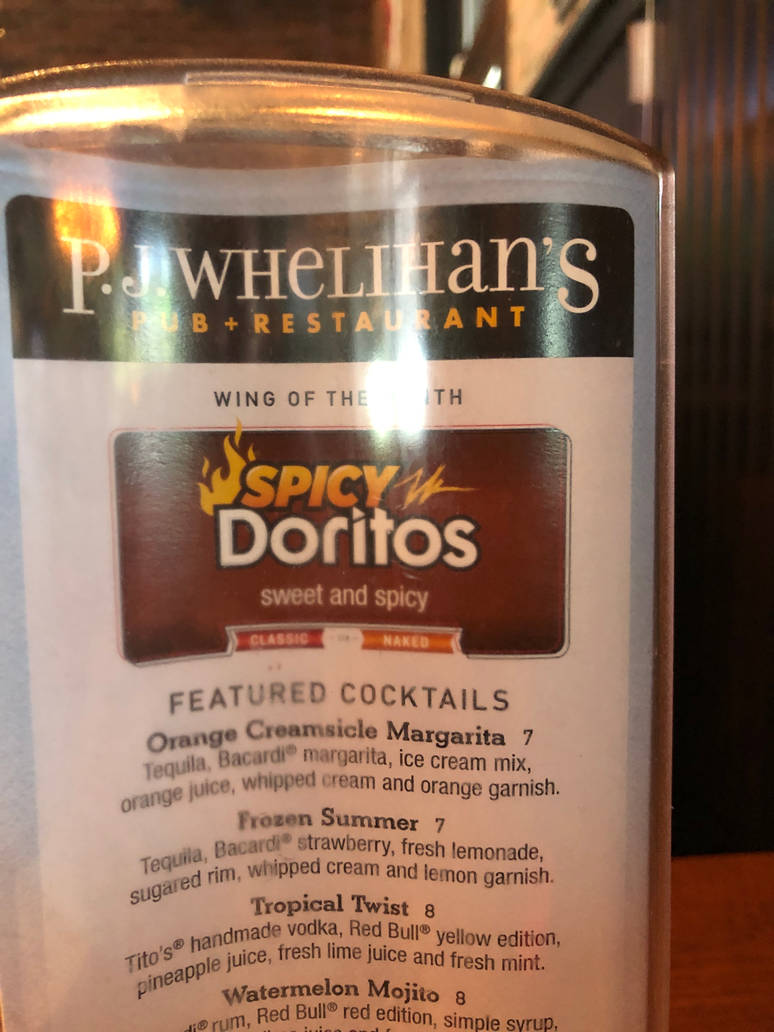 P.J.WHELIHAN'S
PUB + RESTAURANT
WING OF THE
SPICY
Doritos
sweet and spicy
CLASSIC -or- NAKED
FEATURED COCKTAILS
Orange Creamsicle Margarita 7
Tequila, Bacardi® margarita, ice cream mix,
orange juice, whipped cream and orange garnish.
Frozen Summer 7
Tequila, Bacardi® strawberry, fresh lemonade,
sugared rim, whipped cream and lemon garnish.
Tropical Twist 8
Tito's® handmade vodka, Red Bull® yellow edition,
pineapple juice, fresh lime juice and fresh mint.
Watermelon Mojito 8
rum, Red Bull® red edition, simple syrup,
juice and